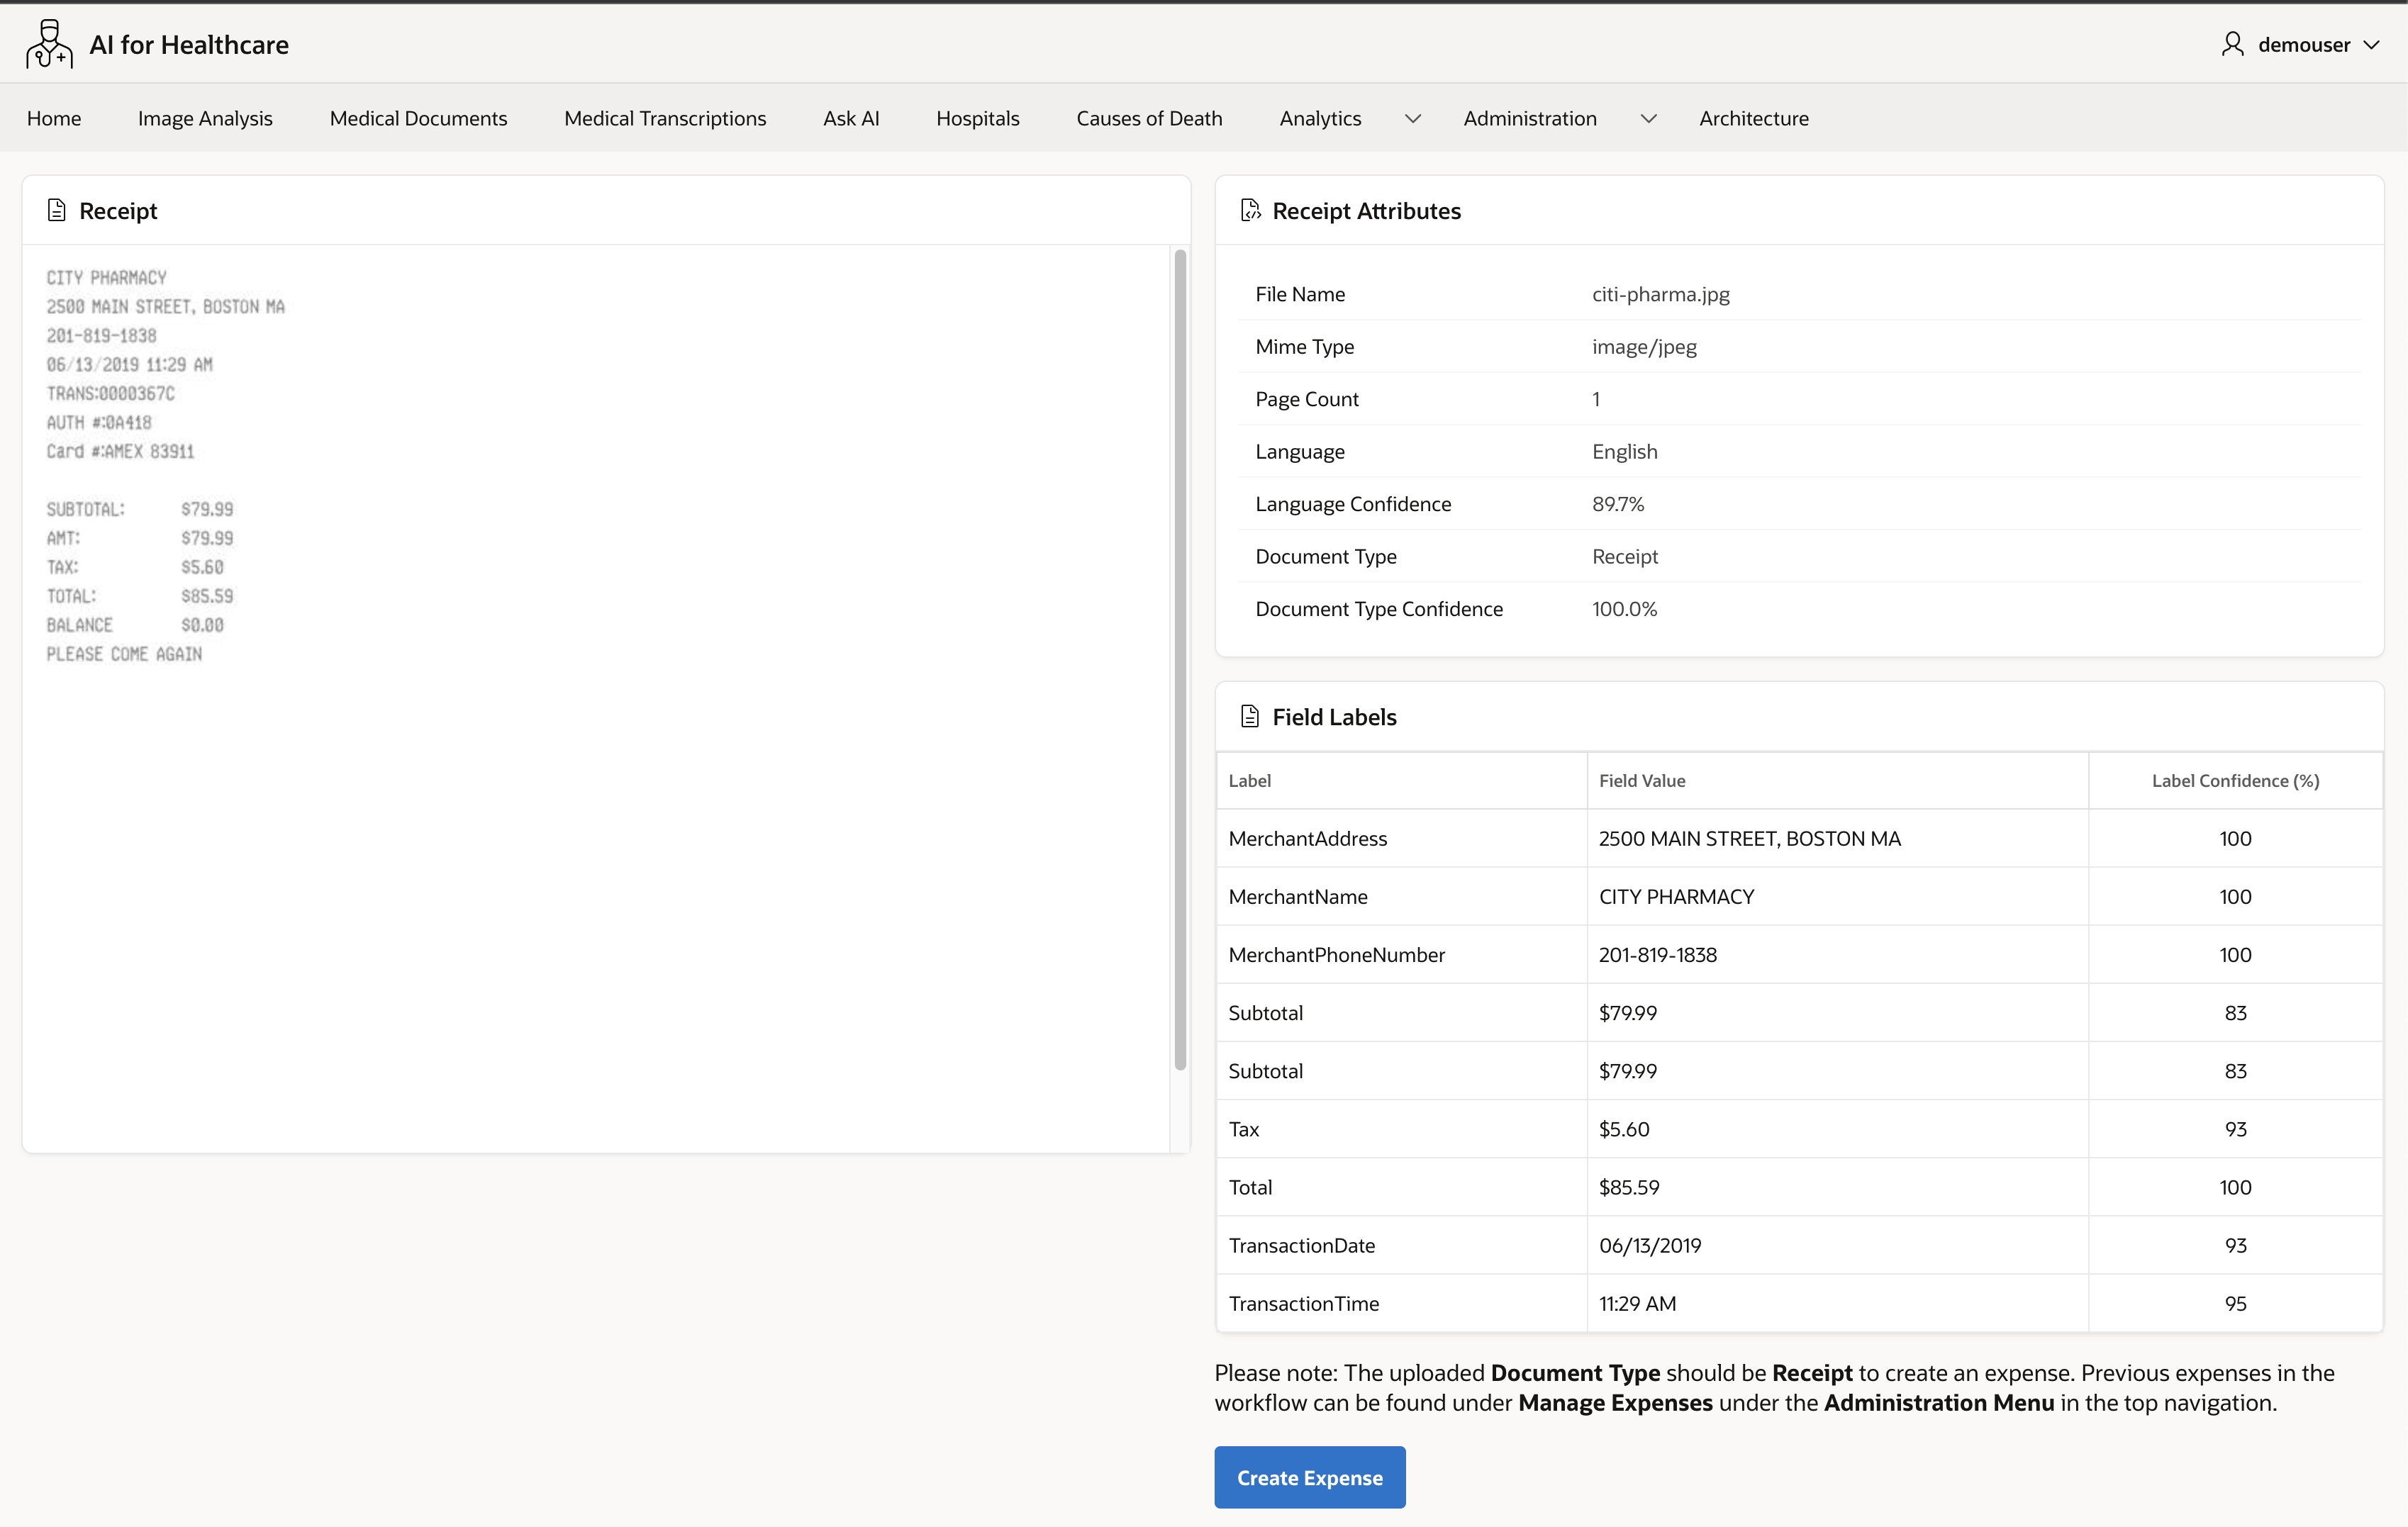 AI for Healthcare
demouser
Home Image Analysis Medical Documents Medical Transcriptions Ask AI Hospitals Causes of Death Analytics Administration Architecture
Receipt
CITY PHARMACY
2500 MAIN STREET, BOSTON MA
201-819-1838
06/13/2019 11:29 AM
TRANS:0000367C
AUTH #:0A418
Card #:AMEX 83911
SUBTOTAL: $79.99
AMT: $79.99
TAX: $5.60
TOTAL: $85.59
BALANCE $0.00
PLEASE COME AGAIN
Receipt Attributes
File Name citi-pharma.jpg
Mime Type image/jpeg
Page Count 1
Language English
Language Confidence 89.7%
Document Type Receipt
Document Type Confidence 100.0%
Field Labels
Label Field Value Label Confidence (%)
MerchantAddress 2500 MAIN STREET, BOSTON MA 100
MerchantName CITY PHARMACY 100
MerchantPhoneNumber 201-819-1838 100
Subtotal $79.99 83
Subtotal $79.99 83
Tax $5.60 93
Total $85.59 100
TransactionDate 06/13/2019 93
TransactionTime 11:29 AM 95
Please note: The uploaded Document Type should be Receipt to create an expense. Previous expenses in the
workflow can be found under Manage Expenses under the Administration Menu in the top navigation.
Create Expense